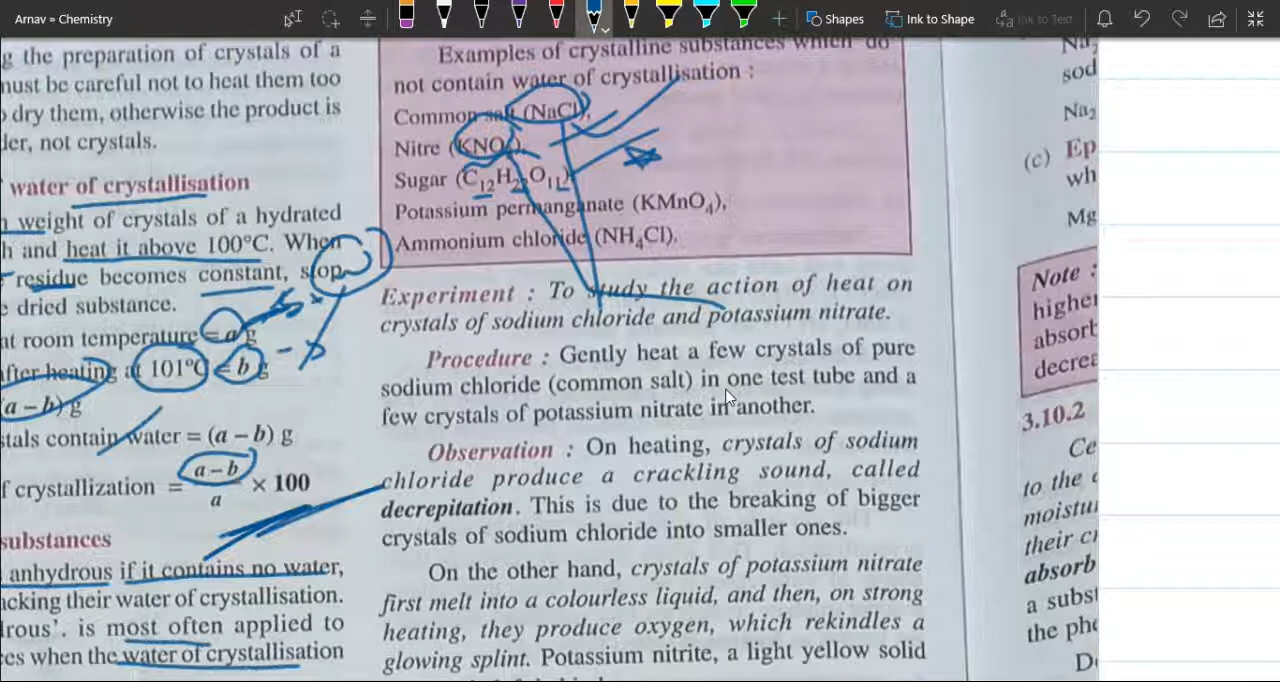 Arnav » Chemistry
Shapes
Ink to Shape
Ink to Text
g the preparation of crystals of a
must be careful not to heat them too
dry them, otherwise the product is
der, not crystals.
water of crystallisation
weight of crystals of a hydrated
h and heat it above 100°C. When
residue becomes constant, stop
e dried substance.
at room temperature = a g
after heating at 101°C = b g
(a – b) g
stals contain water = (a – b) g
f crystallization = a – b / a × 100
substances
anhydrous if it contains no water,
acking their water of crystallisation.
drous'. is most often applied to
ces when the water of crystallisation
Examples of crystalline substances which do
not contain water of crystallisation :
Common salt (NaCl),
Nitre (KNO₃),
Sugar (C₁₂H₂₂O₁₁),
Potassium permanganate (KMnO₄),
Ammonium chloride (NH₄Cl).
Experiment : To study the action of heat on
crystals of sodium chloride and potassium nitrate.
Procedure : Gently heat a few crystals of pure
sodium chloride (common salt) in one test tube and a
few crystals of potassium nitrate in another.
Observation : On heating, crystals of sodium
chloride produce a crackling sound, called
decrepitation. This is due to the breaking of bigger
crystals of sodium chloride into smaller ones.
On the other hand, crystals of potassium nitrate
first melt into a colourless liquid, and then, on strong
heating, they produce oxygen, which rekindles a
glowing splint. Potassium nitrite, a light yellow solid
Na₂
sod
Na₂
(c) Ep
wh
Mg
Note :
higher
absorb
decrea
3.10.2
Ce
to the
moistu
their cr
absorb
a subst
the pho
D